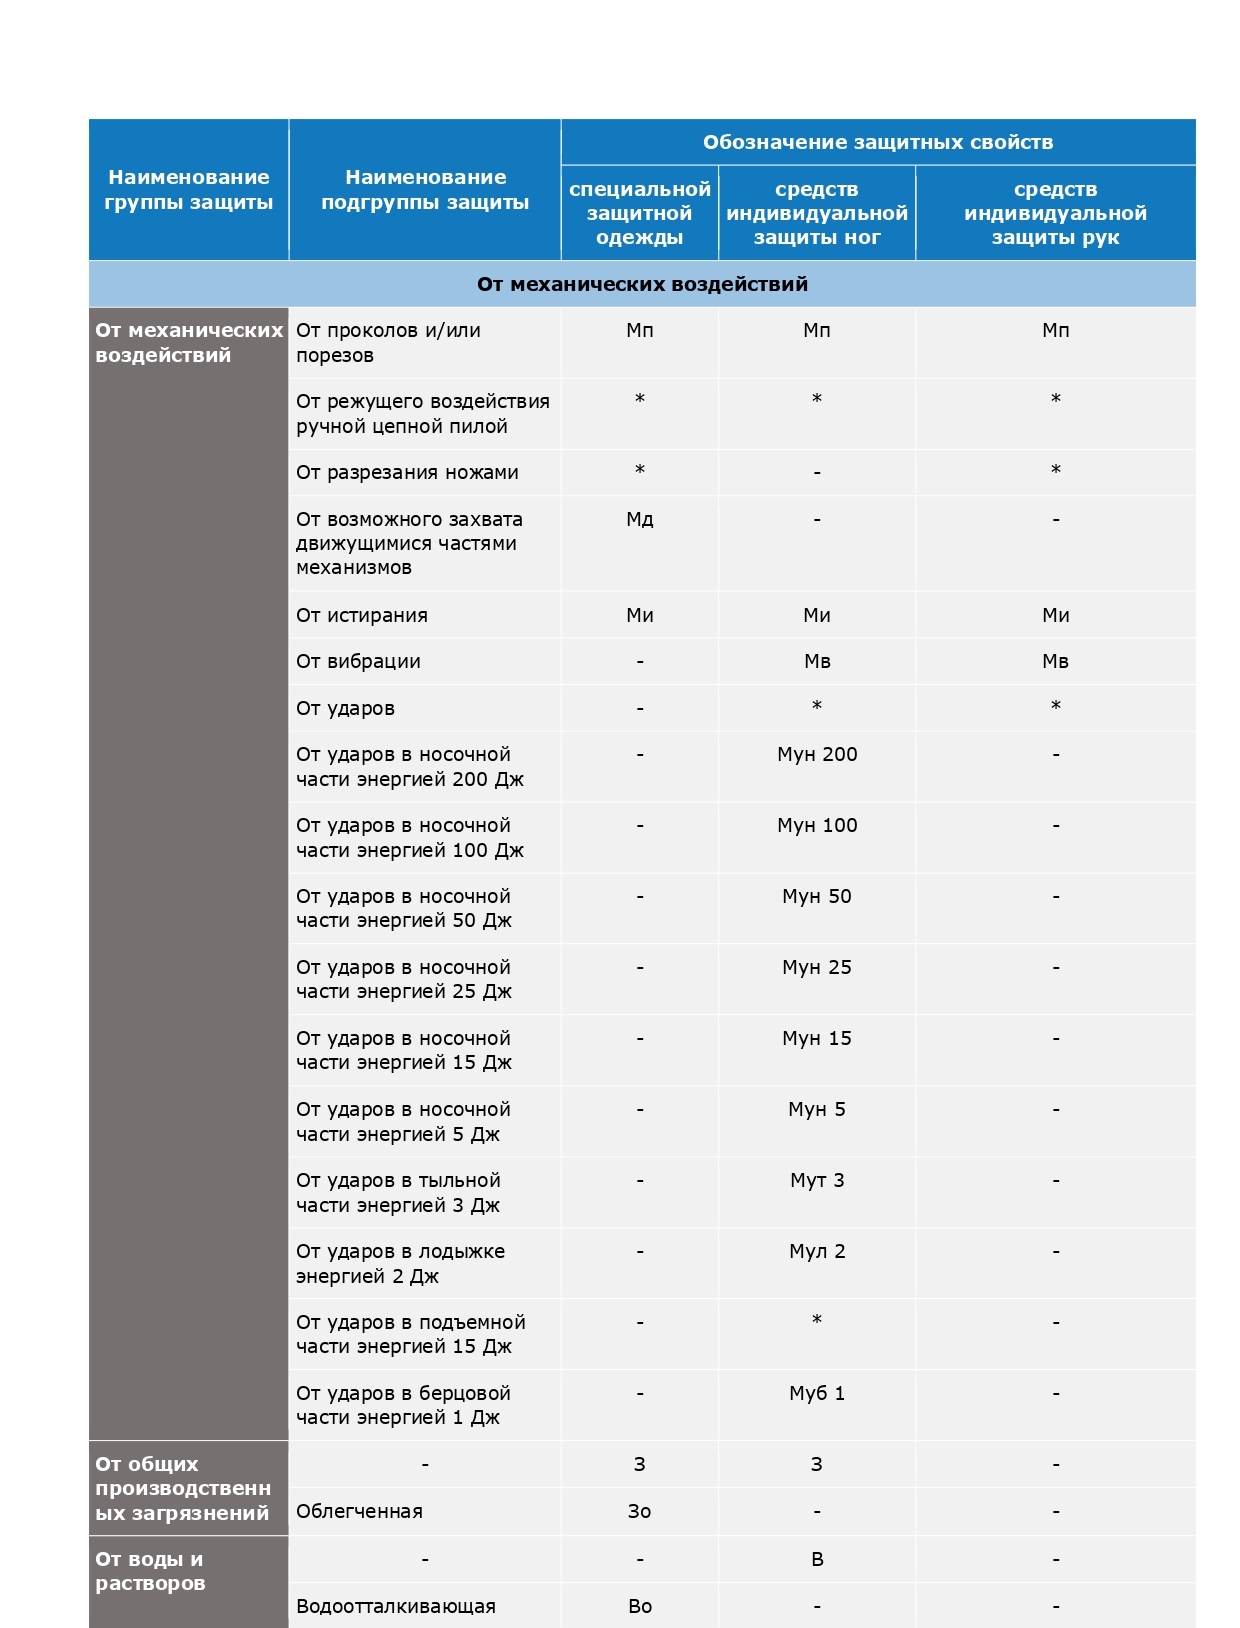 Обозначение защитных свойств
Наименование
группы защиты
Наименование
подгруппы защиты
специальной
защитной
одежды
средств
индивидуальной
защиты ног
средств
индивидуальной
защиты рук
От механических воздействий
От механических
воздействий
От проколов и/или
порезов
Мп
Мп
Мп
От режущего воздействия
ручной цепной пилой
*
*
*
От разрезания ножами
*
-
*
От возможного захвата
движущимися частями
механизмов
Мд
-
-
От истирания
Ми
Ми
Ми
От вибрации
-
Мв
Мв
От ударов
-
*
*
От ударов в носочной
части энергией 200 Дж
-
Мун 200
-
От ударов в носочной
части энергией 100 Дж
-
Мун 100
-
От ударов в носочной
части энергией 50 Дж
-
Мун 50
-
От ударов в носочной
части энергией 25 Дж
-
Мун 25
-
От ударов в носочной
части энергией 15 Дж
-
Мун 15
-
От ударов в носочной
части энергией 5 Дж
-
Мун 5
-
От ударов в тыльной
части энергией 3 Дж
-
Мут 3
-
От ударов в лодыжке
энергией 2 Дж
-
Мул 2
-
От ударов в подъемной
части энергией 15 Дж
-
*
-
От ударов в берцовой
части энергией 1 Дж
-
Муб 1
-
От общих
производственн
ых загрязнений
-
З
З
-
Облегченная
Зо
-
-
От воды и
растворов
-
-
В
-
Водоотталкивающая
Во
-
-